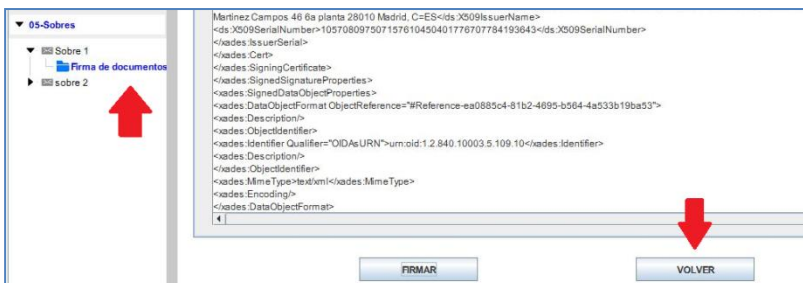 05-Sobres
Sobre 1
Firma de documentos
sobre 2
Martinez Campos 46 6a planta 28010 Madrid, C=ES</ds:X509IssuerName>
<ds:X509SerialNumber>105708097507157610450401776707784193643</ds:X509SerialNumber>
</xades:IssuerSerial>
</xades:Cert>
</xades:SigningCertificate>
</xades:SignedSignatureProperties>
<xades:SignedDataObjectProperties>
<xades:DataObjectFormat ObjectReference="#Reference-ea0885c4-81b2-4695-b564-4a533b19ba53">
<xades:Description/>
<xades:ObjectIdentifier>
<xades:Identifier Qualifier="OIDAsURN">urn:oid:1.2.840.10003.5.109.10</xades:Identifier>
<xades:Description/>
</xades:ObjectIdentifier>
<xades:MimeType>text/xml</xades:MimeType>
<xades:Encoding/>
</xades:DataObjectFormat>
FIRMAR
VOLVER